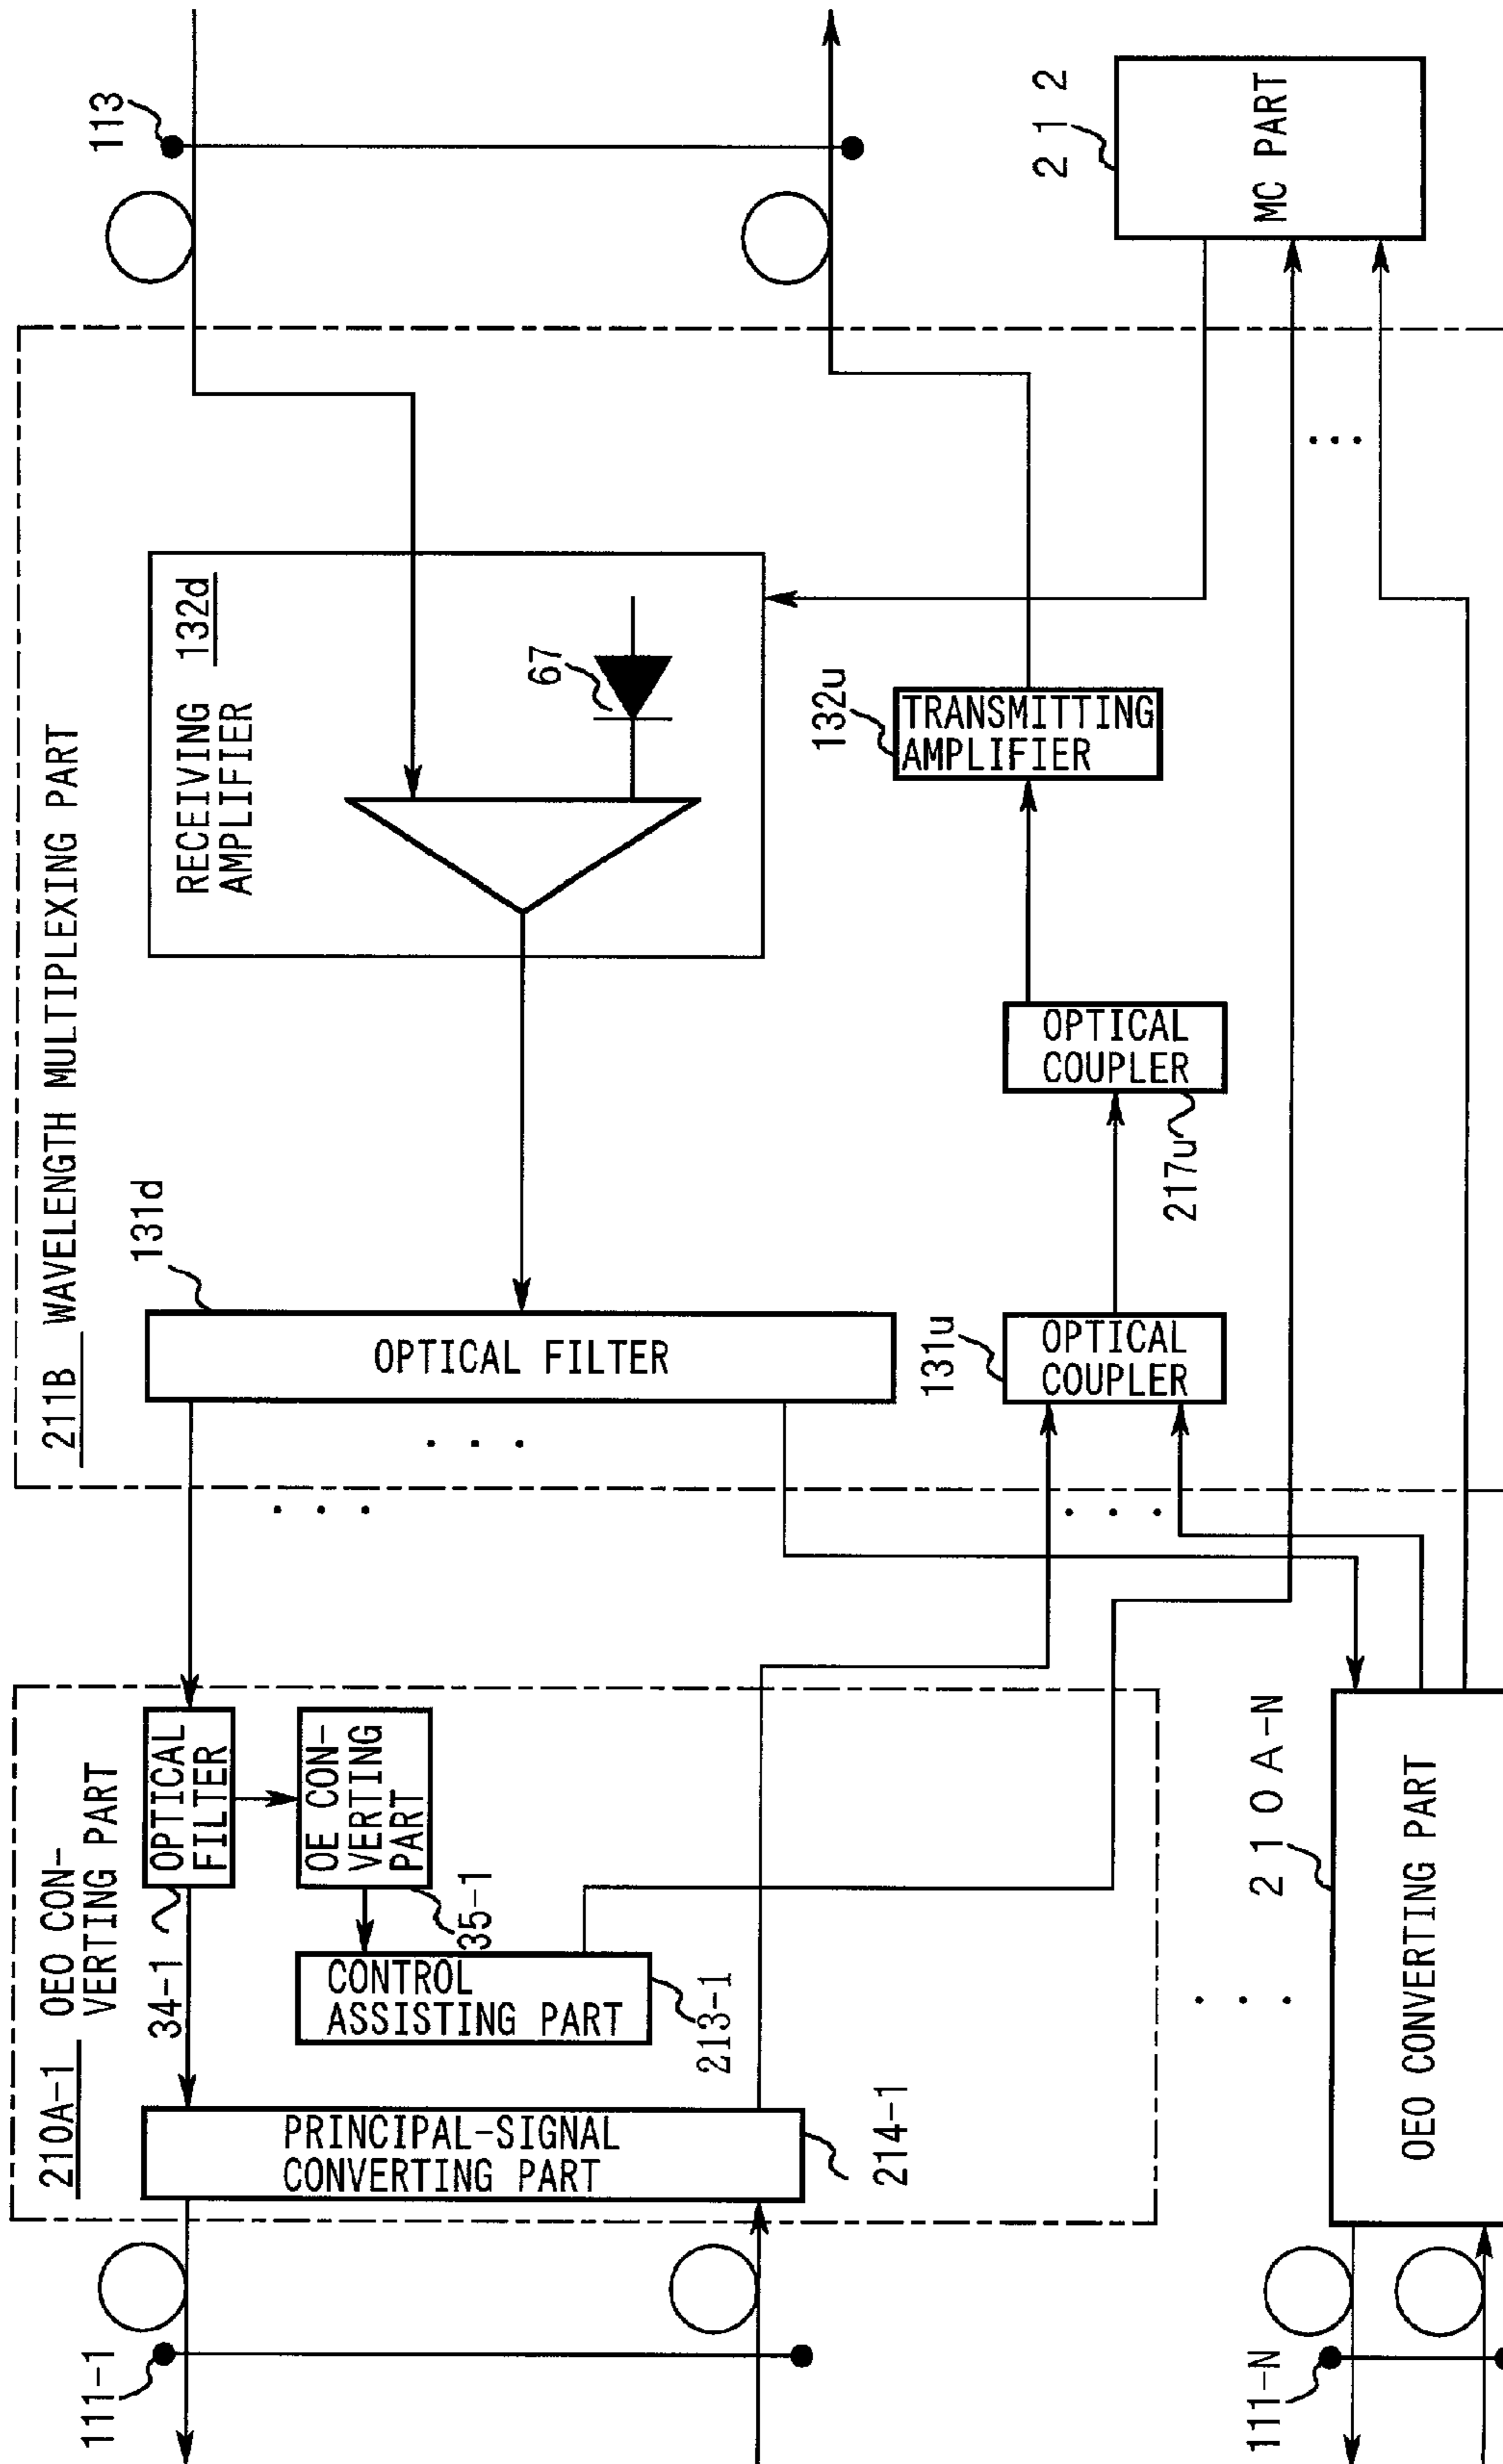 211B WAVELENGTH MULTIPLEXING PART
113
RECEIVING 132d
AMPLIFIER
67
131d
OPTICAL FILTER
132u
TRANSMITTING
AMPLIFIER
212
MC PART
OPTICAL
COUPLER
217u
131u
OPTICAL
COUPLER
210A-1 OEO CON-
VERTING PART
34-1
OPTICAL
FILTER
OE CON-
VERTING
PART
35-1
CONTROL
ASSISTING PART
213-1
PRINCIPAL-SIGNAL
CONVERTING PART
214-1
111-1
210A-N
OEO CONVERTING PART
111-N